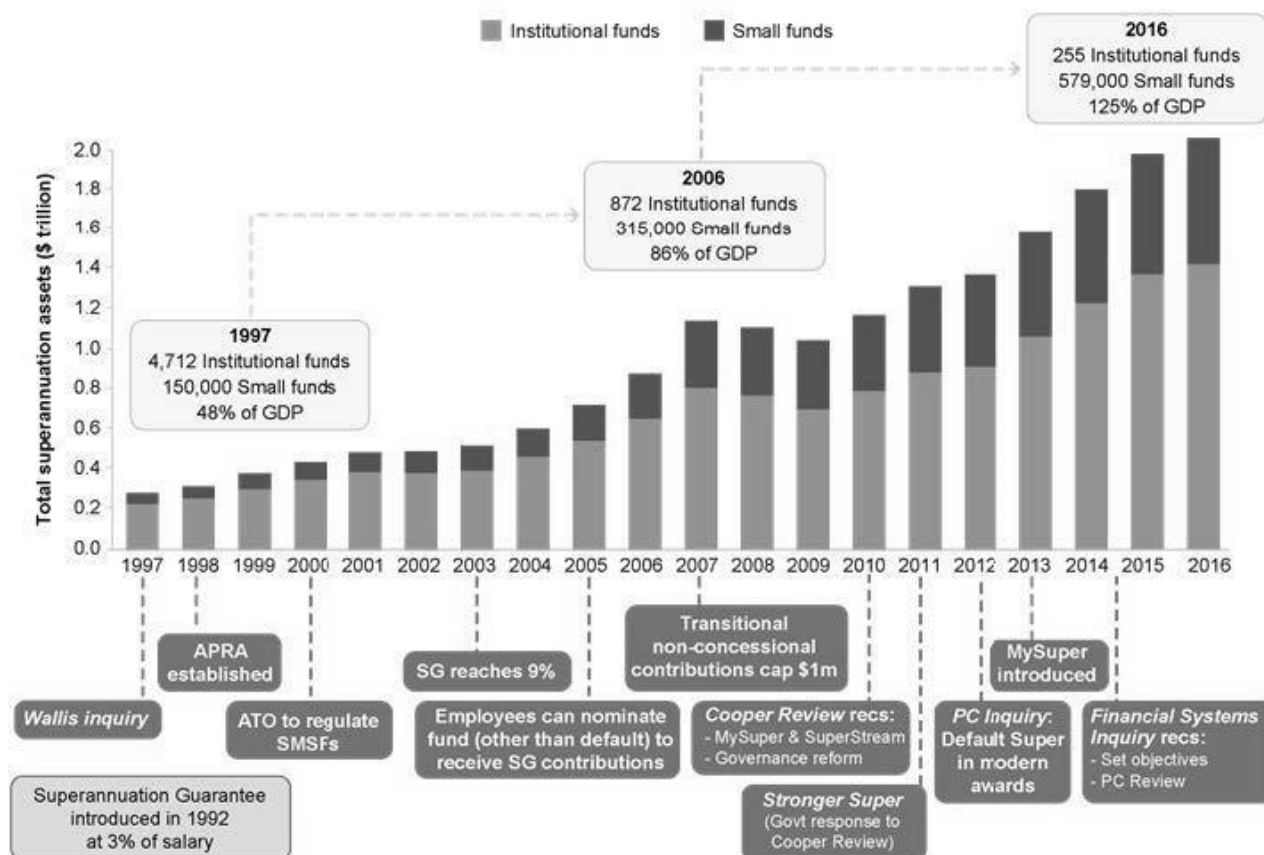 Institutional funds
Small funds
2016
255 Institutional funds
579,000 Small funds
125% of GDP
2006
872 Institutional funds
315,000 Small funds
86% of GDP
1997
4,712 Institutional funds
150,000 Small funds
48% of GDP
Total superannuation assets ($ trillion)
2.0
1.8
1.6
1.4
1.2
1.0
0.8
0.6
0.4
0.2
0.0
1997 1998 1999 2000 2001 2002 2003 2004 2005 2006 2007 2008 2009 2010 2011 2012 2013 2014 2015 2016
Wallis inquiry
APRA
established
ATO to regulate
SMSFs
SG reaches 9%
Employees can nominate
fund (other than default) to
receive SG contributions
Transitional
non-concessional
contributions cap $1m
Cooper Review recs:
- MySuper & SuperStream
- Governance reform
Stronger Super
(Govt response to
Cooper Review)
PC Inquiry:
Default Super
in modern
awards
MySuper
introduced
Financial Systems
Inquiry recs:
- Set objectives
- PC Review
Superannuation Guarantee
introduced in 1992
at 3% of salary